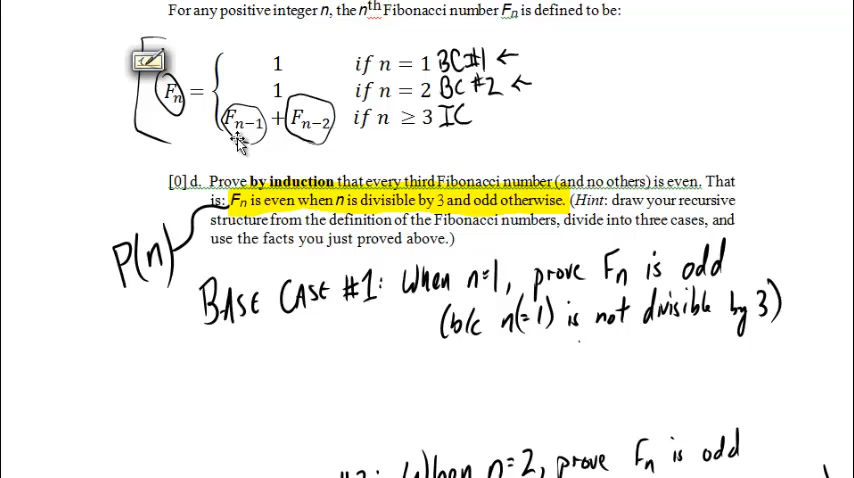 For any positive integer n, the nth Fibonacci number Fn is defined to be:
1 if n = 1 BC#1 ←
Fn = { 1 if n = 2 BC #2 ←
Fn−1 + Fn−2 if n ≥ 3 IC
[0] d. Prove by induction that every third Fibonacci number (and no others) is even. That
is: Fn is even when n is divisible by 3 and odd otherwise. (Hint: draw your recursive
structure from the definition of the Fibonacci numbers, divide into three cases, and
use the facts you just proved above.)
P(n)
BASE CASE #1: When n=1, prove Fn is odd
(b/c n(=1) is not divisible by 3)
#2: When n=2, prove Fn is odd